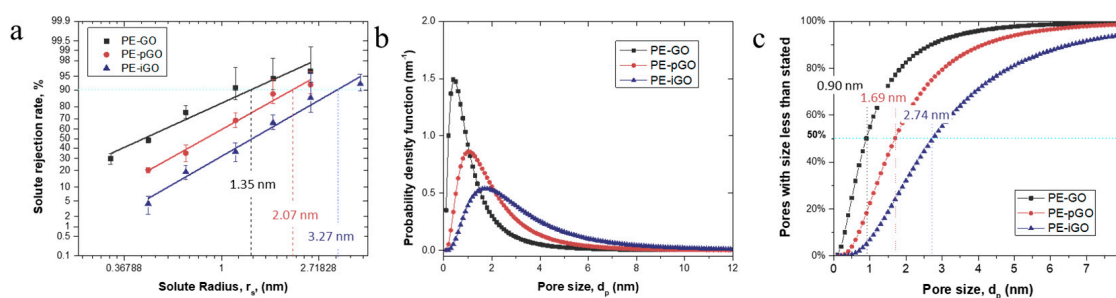 a
Solute rejection rate, %
99.9
99.5
99
98
95
90
80
70
60
50
40
30
20
10
5
2
1
0.5
0.1
PE-GO
PE-pGO
PE-iGO
1.35 nm
2.07 nm
3.27 nm
0.36788
1
2.71828
Solute Radius, rs, (nm)
b
Probability density function (nm-1)
2.0
1.5
1.0
0.5
0.0
PE-GO
PE-pGO
PE-iGO
0
2
4
6
8
10
12
Pore size, dp (nm)
c
Pores with size less than stated
100%
80%
60%
50%
40%
20%
0%
0.90 nm
1.69 nm
2.74 nm
PE-GO
PE-pGO
PE-iGO
0
1
2
3
4
5
6
7
Pore size, dp (nm)